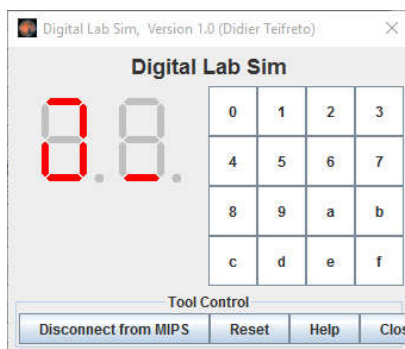 Digital Lab Sim, Version 1.0 (Didier Teifreto)
Digital Lab Sim
0 1 2 3
4 5 6 7
8 9 a b
c d e f
Tool Control
Disconnect from MIPS Reset Help Clos